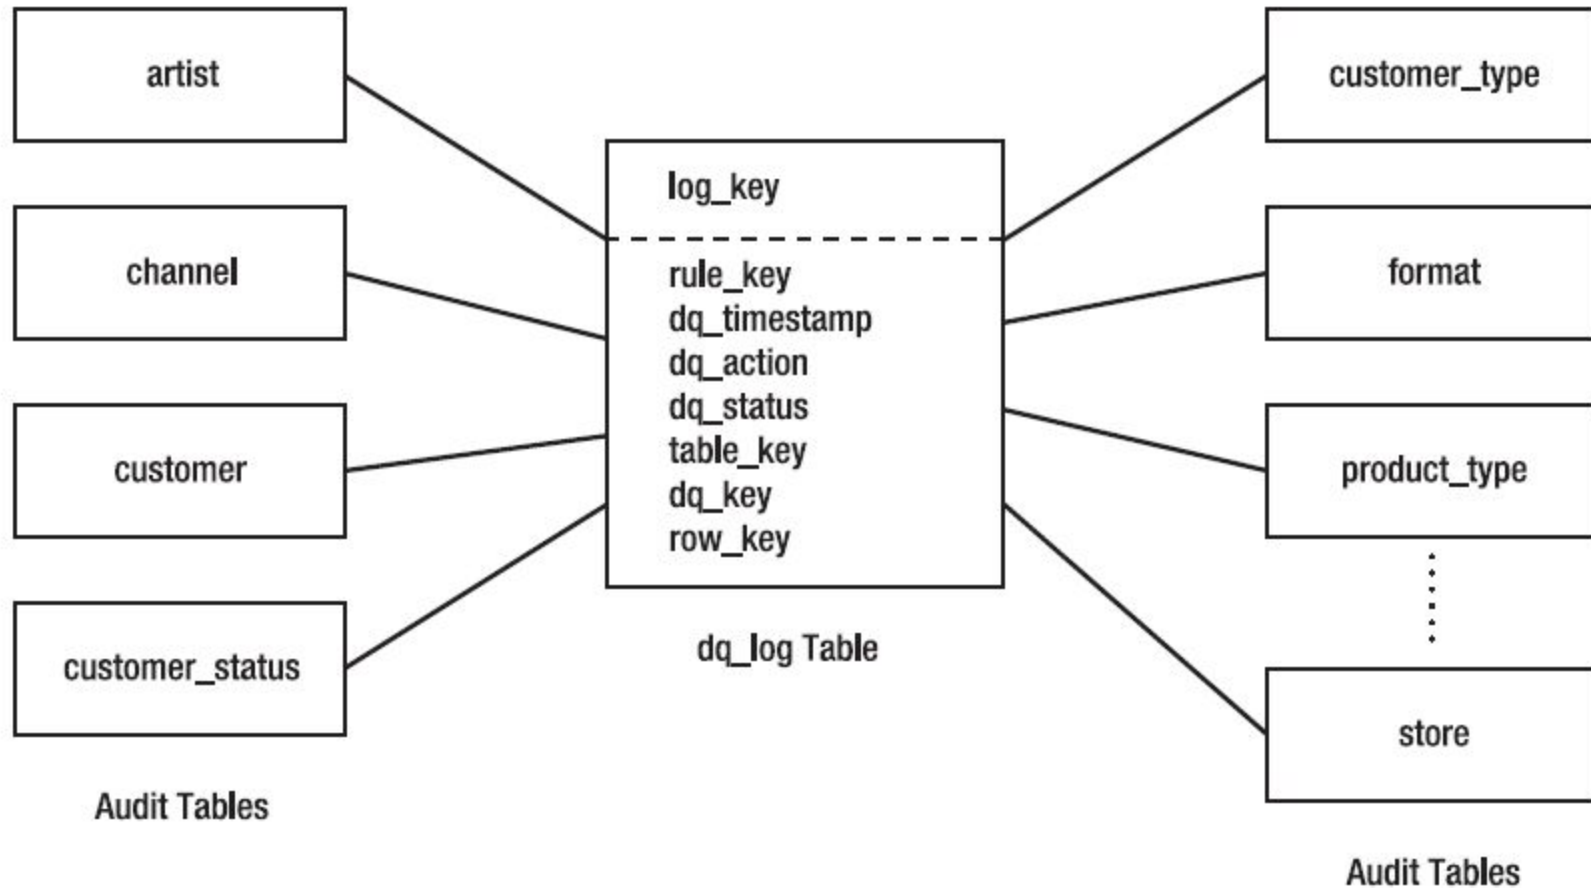 artist
channel
customer
customer_status
Audit Tables
log_key
rule_key
dq_timestamp
dq_action
dq_status
table_key
dq_key
row_key
dq_log Table
customer_type
format
product_type
store
Audit Tables